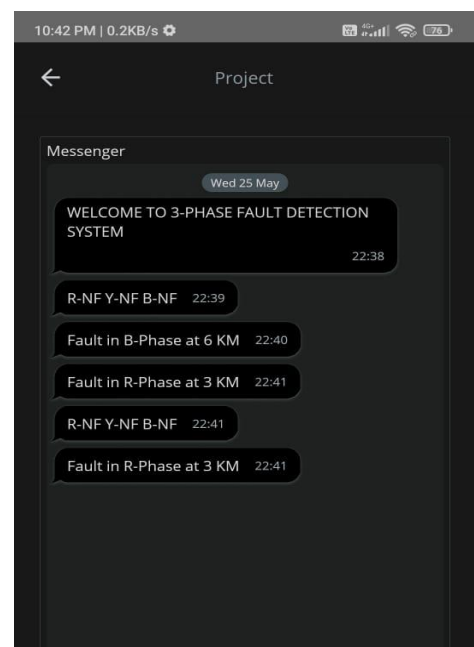 10:42 PM | 0.2KB/s
4G+ 76
Project
Messenger
Wed 25 May
WELCOME TO 3-PHASE FAULT DETECTION
SYSTEM
22:38
R-NF Y-NF B-NF 22:39
Fault in B-Phase at 6 KM 22:40
Fault in R-Phase at 3 KM 22:41
R-NF Y-NF B-NF 22:41
Fault in R-Phase at 3 KM 22:41